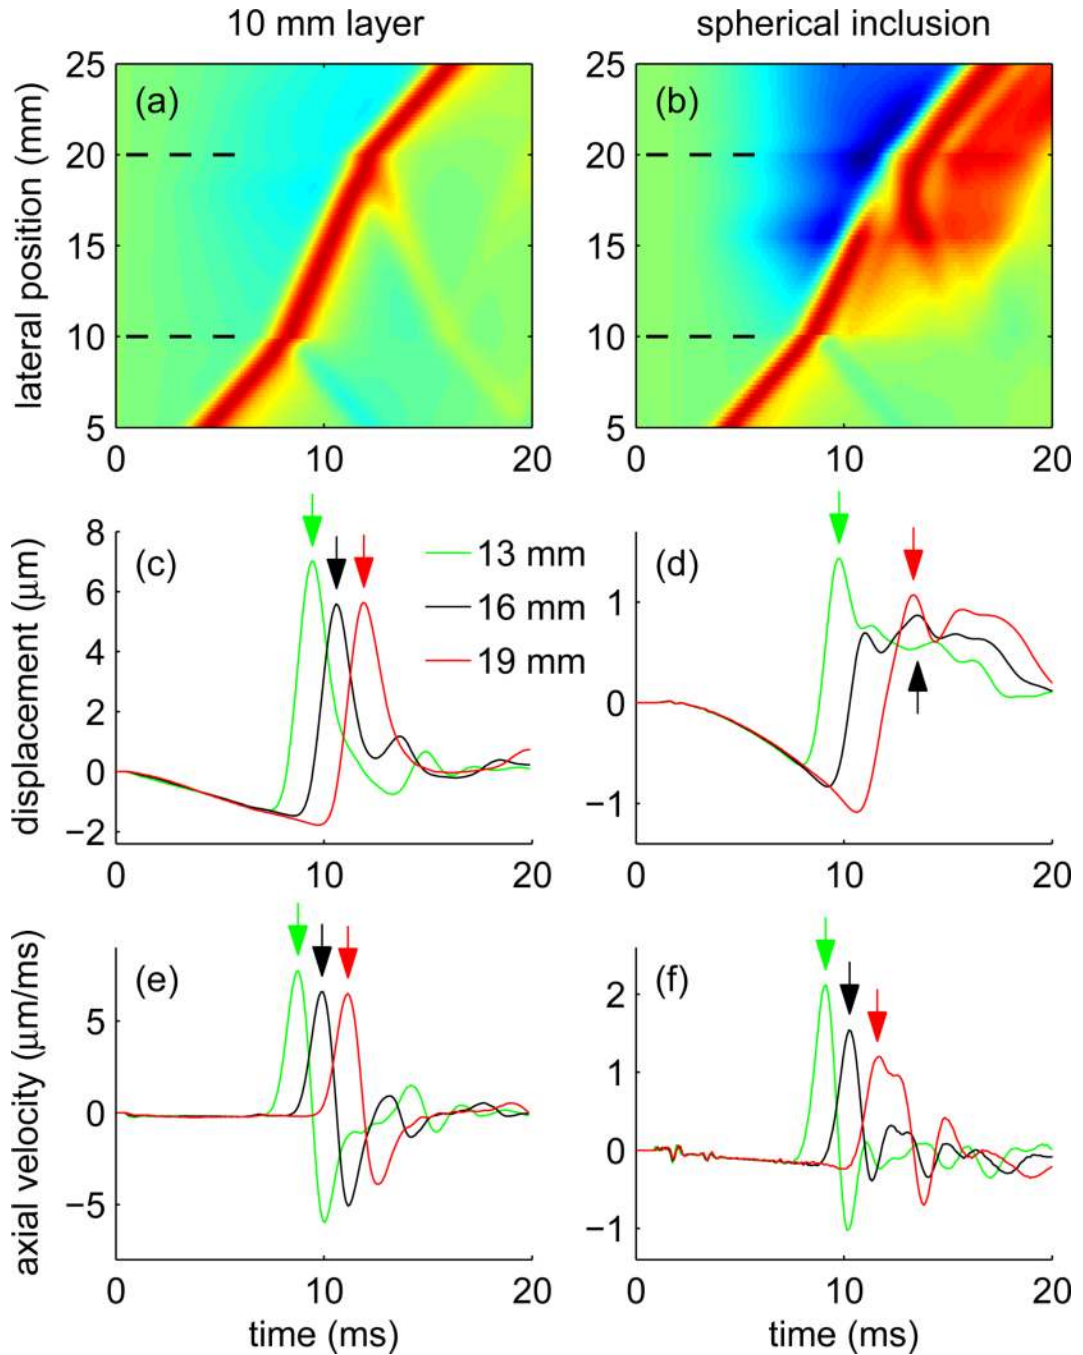 10 mm layer
spherical inclusion
lateral position (mm)
25
20
15
10
5
(a)
0
10
20
25
20
15
10
5
(b)
0
10
20
displacement (μm)
8
6
4
2
0
−2
(c)
13 mm
16 mm
19 mm
0
10
20
1
0
−1
(d)
0
10
20
axial velocity (μm/ms)
5
0
−5
(e)
0
10
20
time (ms)
2
1
0
−1
(f)
0
10
20
time (ms)